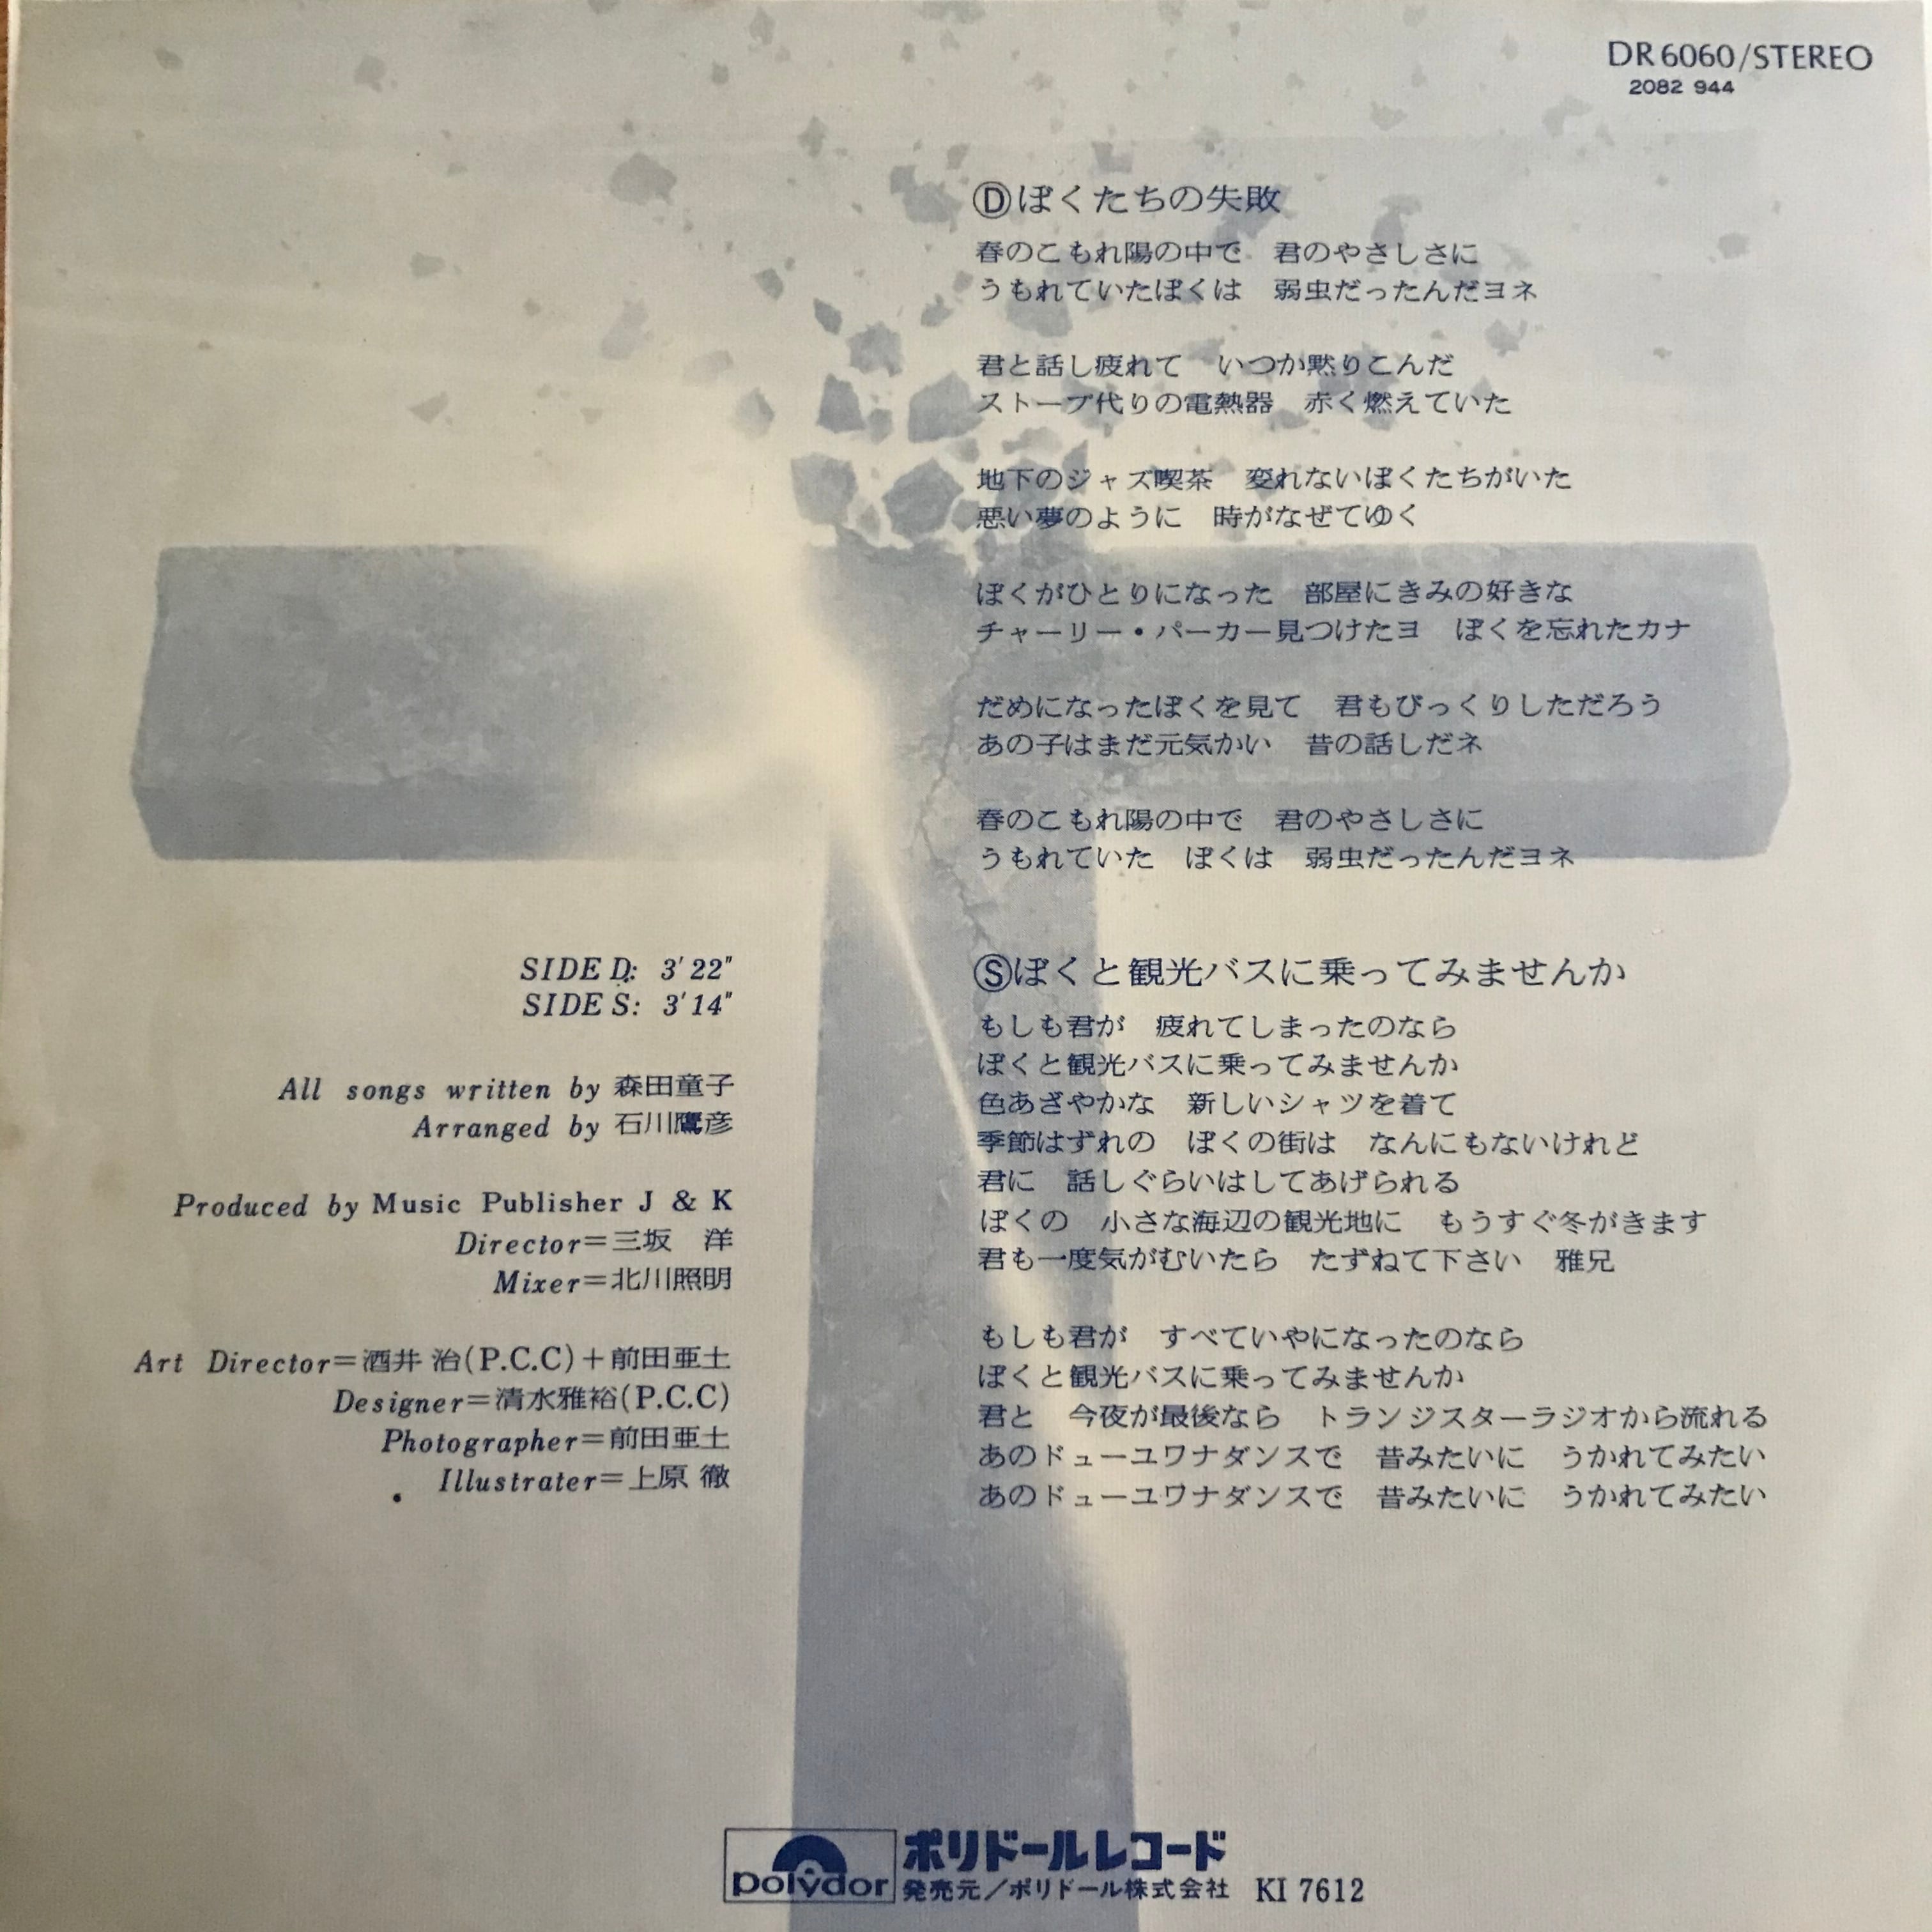 DR 6060/STEREO
2082 944
Ⓓぼくたちの失敗
春のこもれ陽の中で　君のやさしさに
うもれていたぼくは　弱虫だったんだヨネ
君と話し疲れて　いつか黙りこんだ
ストーブ代りの電熱器　赤く燃えていた
地下のジャズ喫茶　変れないぼくたちがいた
悪い夢のように　時がなぜてゆく
ぼくがひとりになった　部屋にきみの好きな
チャーリー・パーカー見つけたヨ　ぼくを忘れたカナ
だめになったぼくを見て　君もびっくりしただろう
あの子はまだ元気かい　昔の話しだネ
春のこもれ陽の中で　君のやさしさに
うもれていた　ぼくは　弱虫だったんだヨネ
SIDE D: 3′22″
SIDE S: 3′14″
All songs written by 森田童子
Arranged by 石川鷹彦
Produced by Music Publisher J & K
Director=三坂　洋
Mixer=北川照明
Art Director=酒井 治(P.C.C)+前田亜土
Designer=清水雅裕(P.C.C)
Photographer=前田亜土
Illustrater=上原 徹
Ⓢぼくと観光バスに乗ってみませんか
もしも君が　疲れてしまったのなら
ぼくと観光バスに乗ってみませんか
色あざやかな　新しいシャツを着て
季節はずれの　ぼくの街は　なんにもないけれど
君に　話しぐらいはしてあげられる
ぼくの　小さな海辺の観光地に　もうすぐ冬がきます
君も一度気がむいたら　たずねて下さい　雅兄
もしも君が　すべていやになったのなら
ぼくと観光バスに乗ってみませんか
君と　今夜が最後なら　トランジスターラジオから流れる
あのドューユワナダンスで　昔みたいに　うかれてみたい
あのドューユワナダンスで　昔みたいに　うかれてみたい
polydor
ポリドールレコード
発売元／ポリドール株式会社　KI 7612